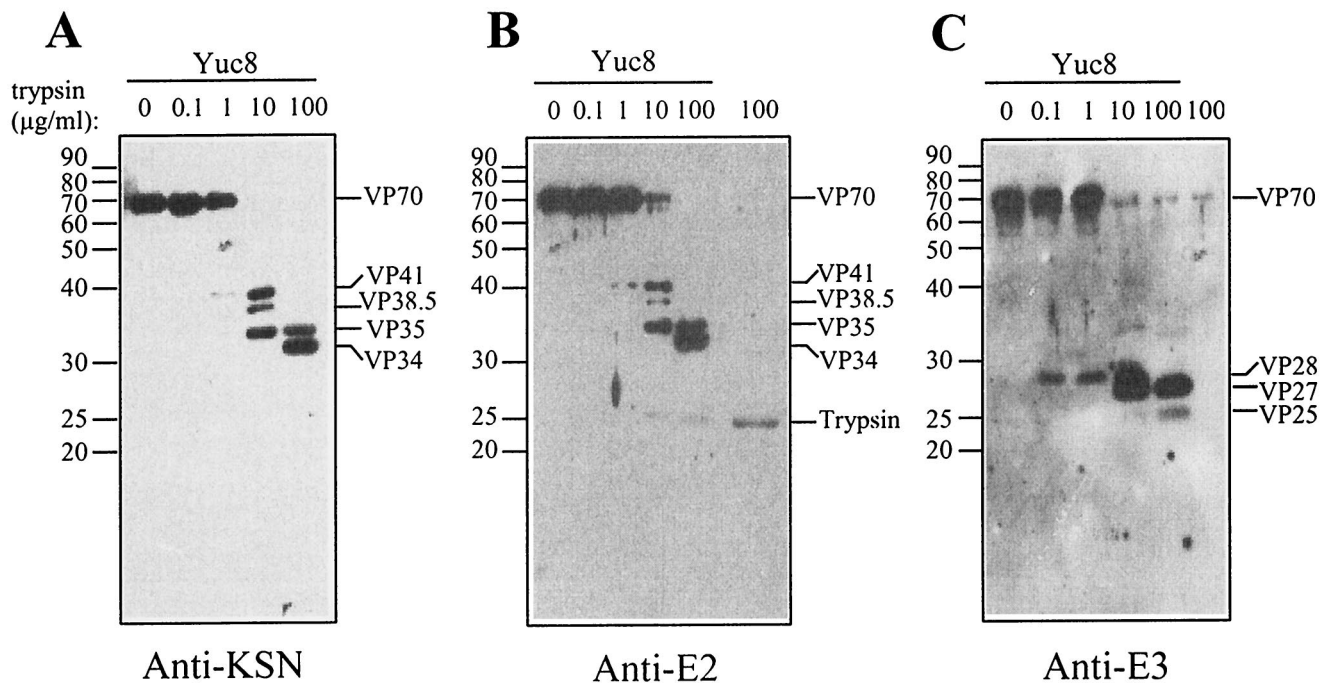 A
Yuc8
trypsin
(μg/ml):
0 0.1 1 10 100
90
80
70
60
50
40
30
25
20
VP70
VP41
VP38.5
VP35
VP34
Anti-KSN
B
Yuc8
0 0.1 1 10 100 100
90
80
70
60
50
40
30
25
20
VP70
VP41
VP38.5
VP35
VP34
Trypsin
Anti-E2
C
Yuc8
0 0.1 1 10 100 100
90
80
70
60
50
40
30
25
20
VP70
VP28
VP27
VP25
Anti-E3